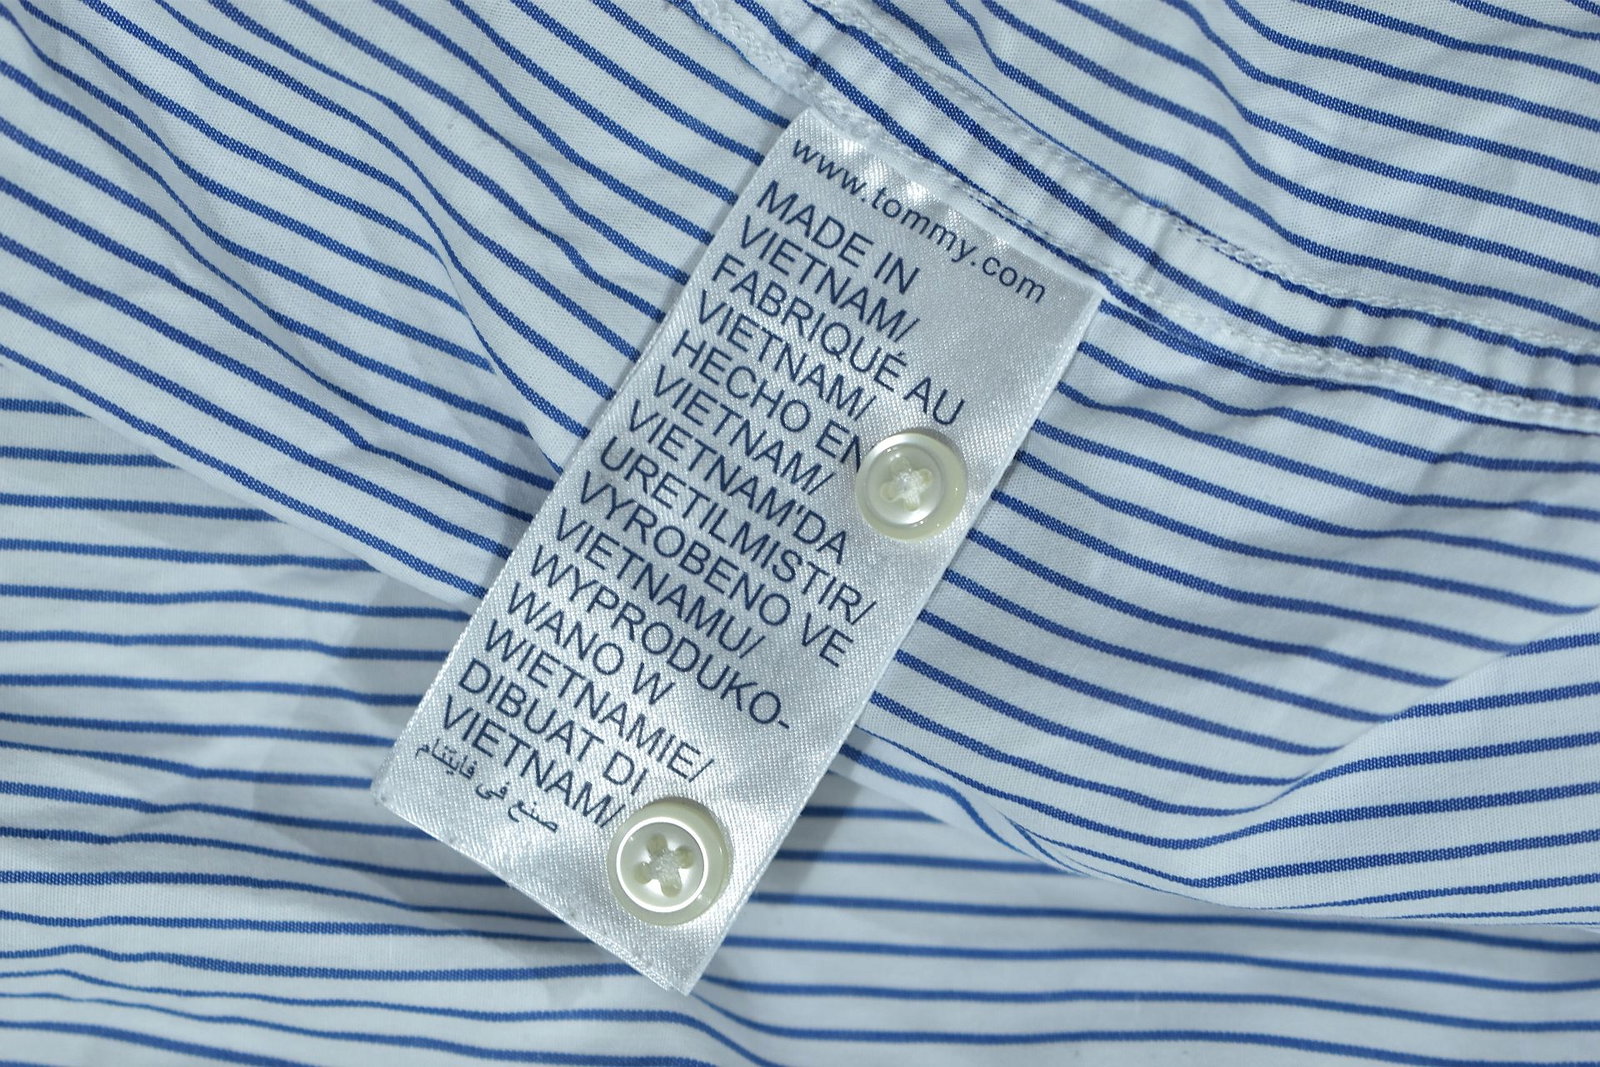 www.tommy.com
MADE IN
VIETNAM/
FABRIQUÉ AU
VIETNAM/
HECHO EN
VIETNAM/
VIETNAM'DA
URETILMISTIR/
VYROBENO VE
VIETNAMU/
WYPRODUKO-
WANO W
WIETNAMIE/
DIBUAT DI
VIETNAM/
صنع في فايتنام